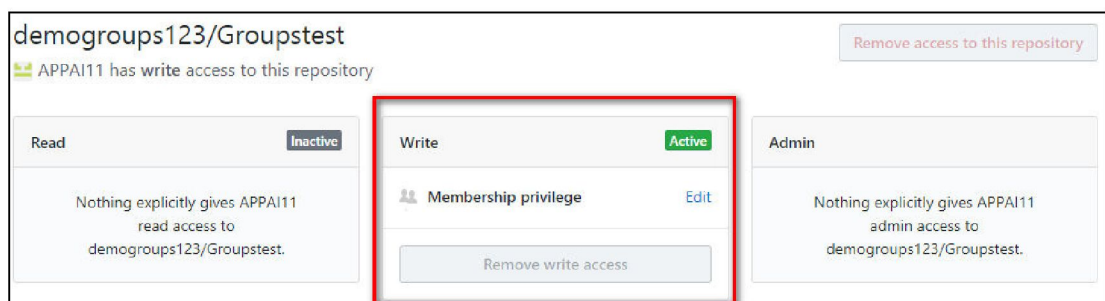 demogroups123/Groupstest
Remove access to this repository
APPAI11 has write access to this repository
Read
Inactive
Nothing explicitly gives APPAI11
read access to
demogroups123/Groupstest.
Write
Active
Membership privilege
Edit
Remove write access
Admin
Nothing explicitly gives APPAI11
admin access to
demogroups123/Groupstest.